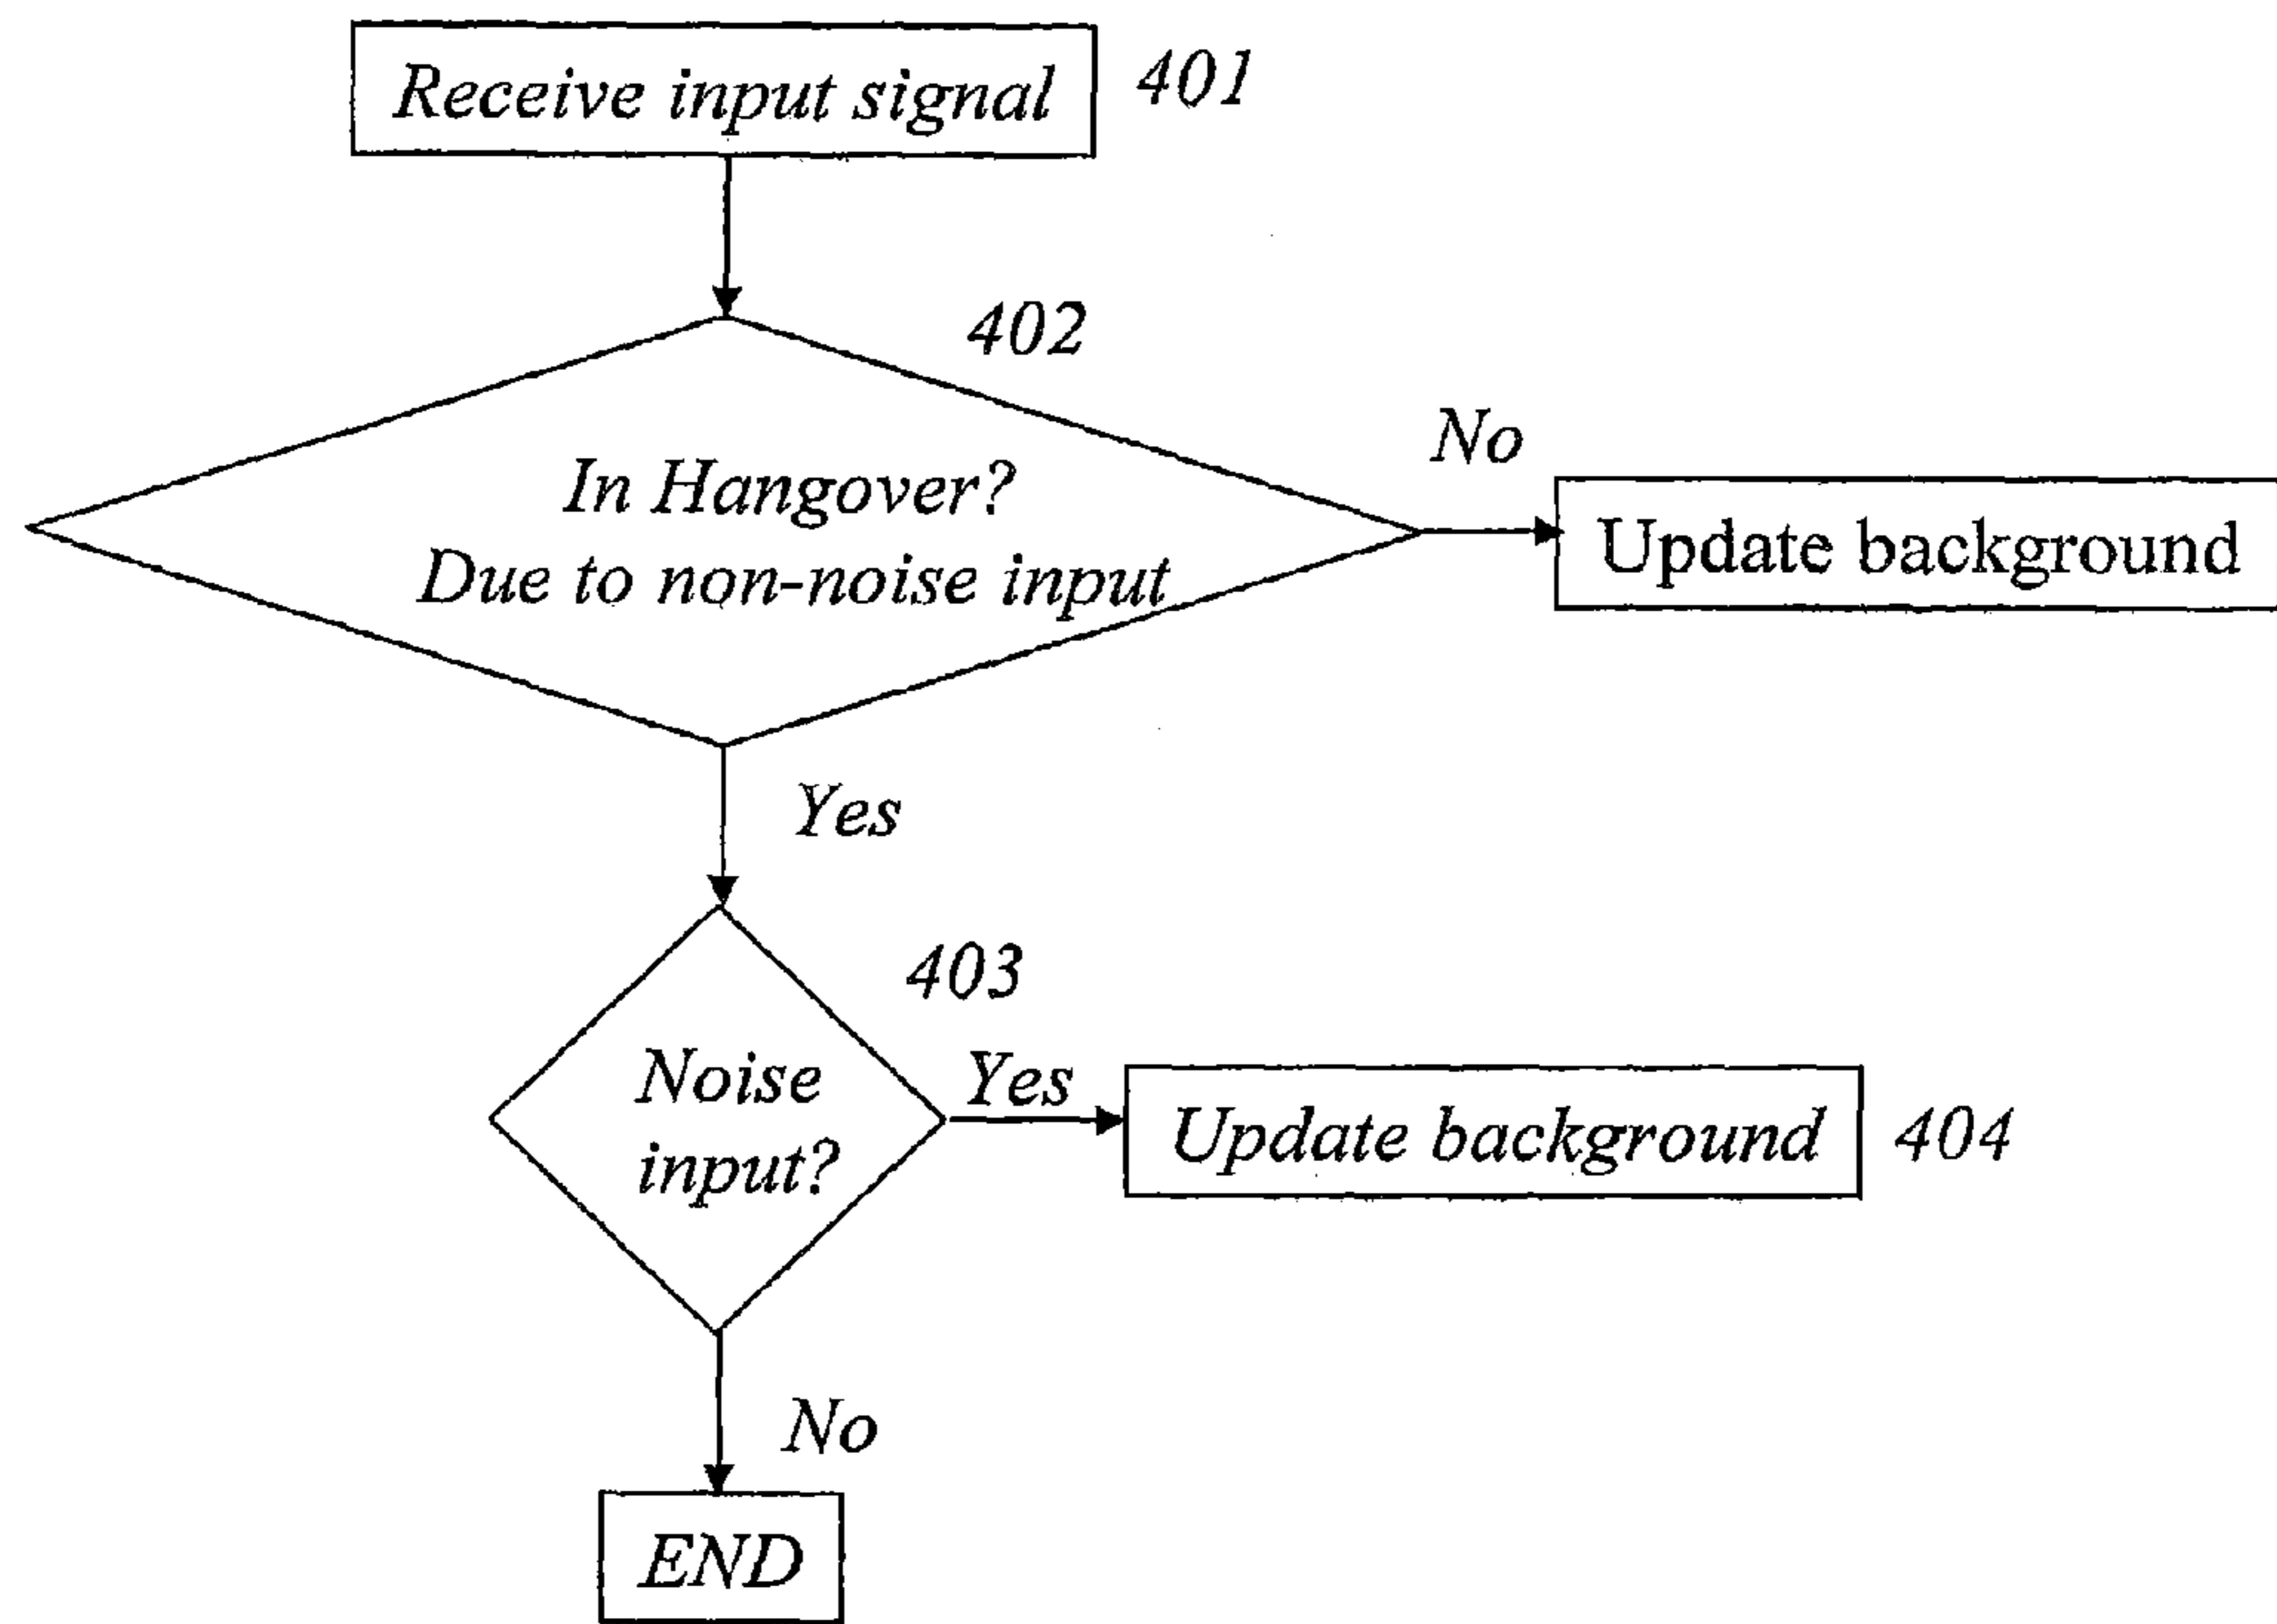 Receive input signal
401
402
In Hangover?
Due to non-noise input
No
Update background
Yes
403
Noise
input?
Yes
Update background
404
No
END